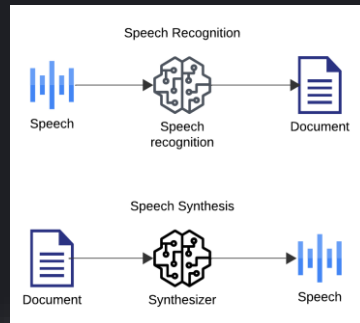 Speech Recognition
Speech
Speech
recognition
Document
Speech Synthesis
Document
Synthesizer
Speech